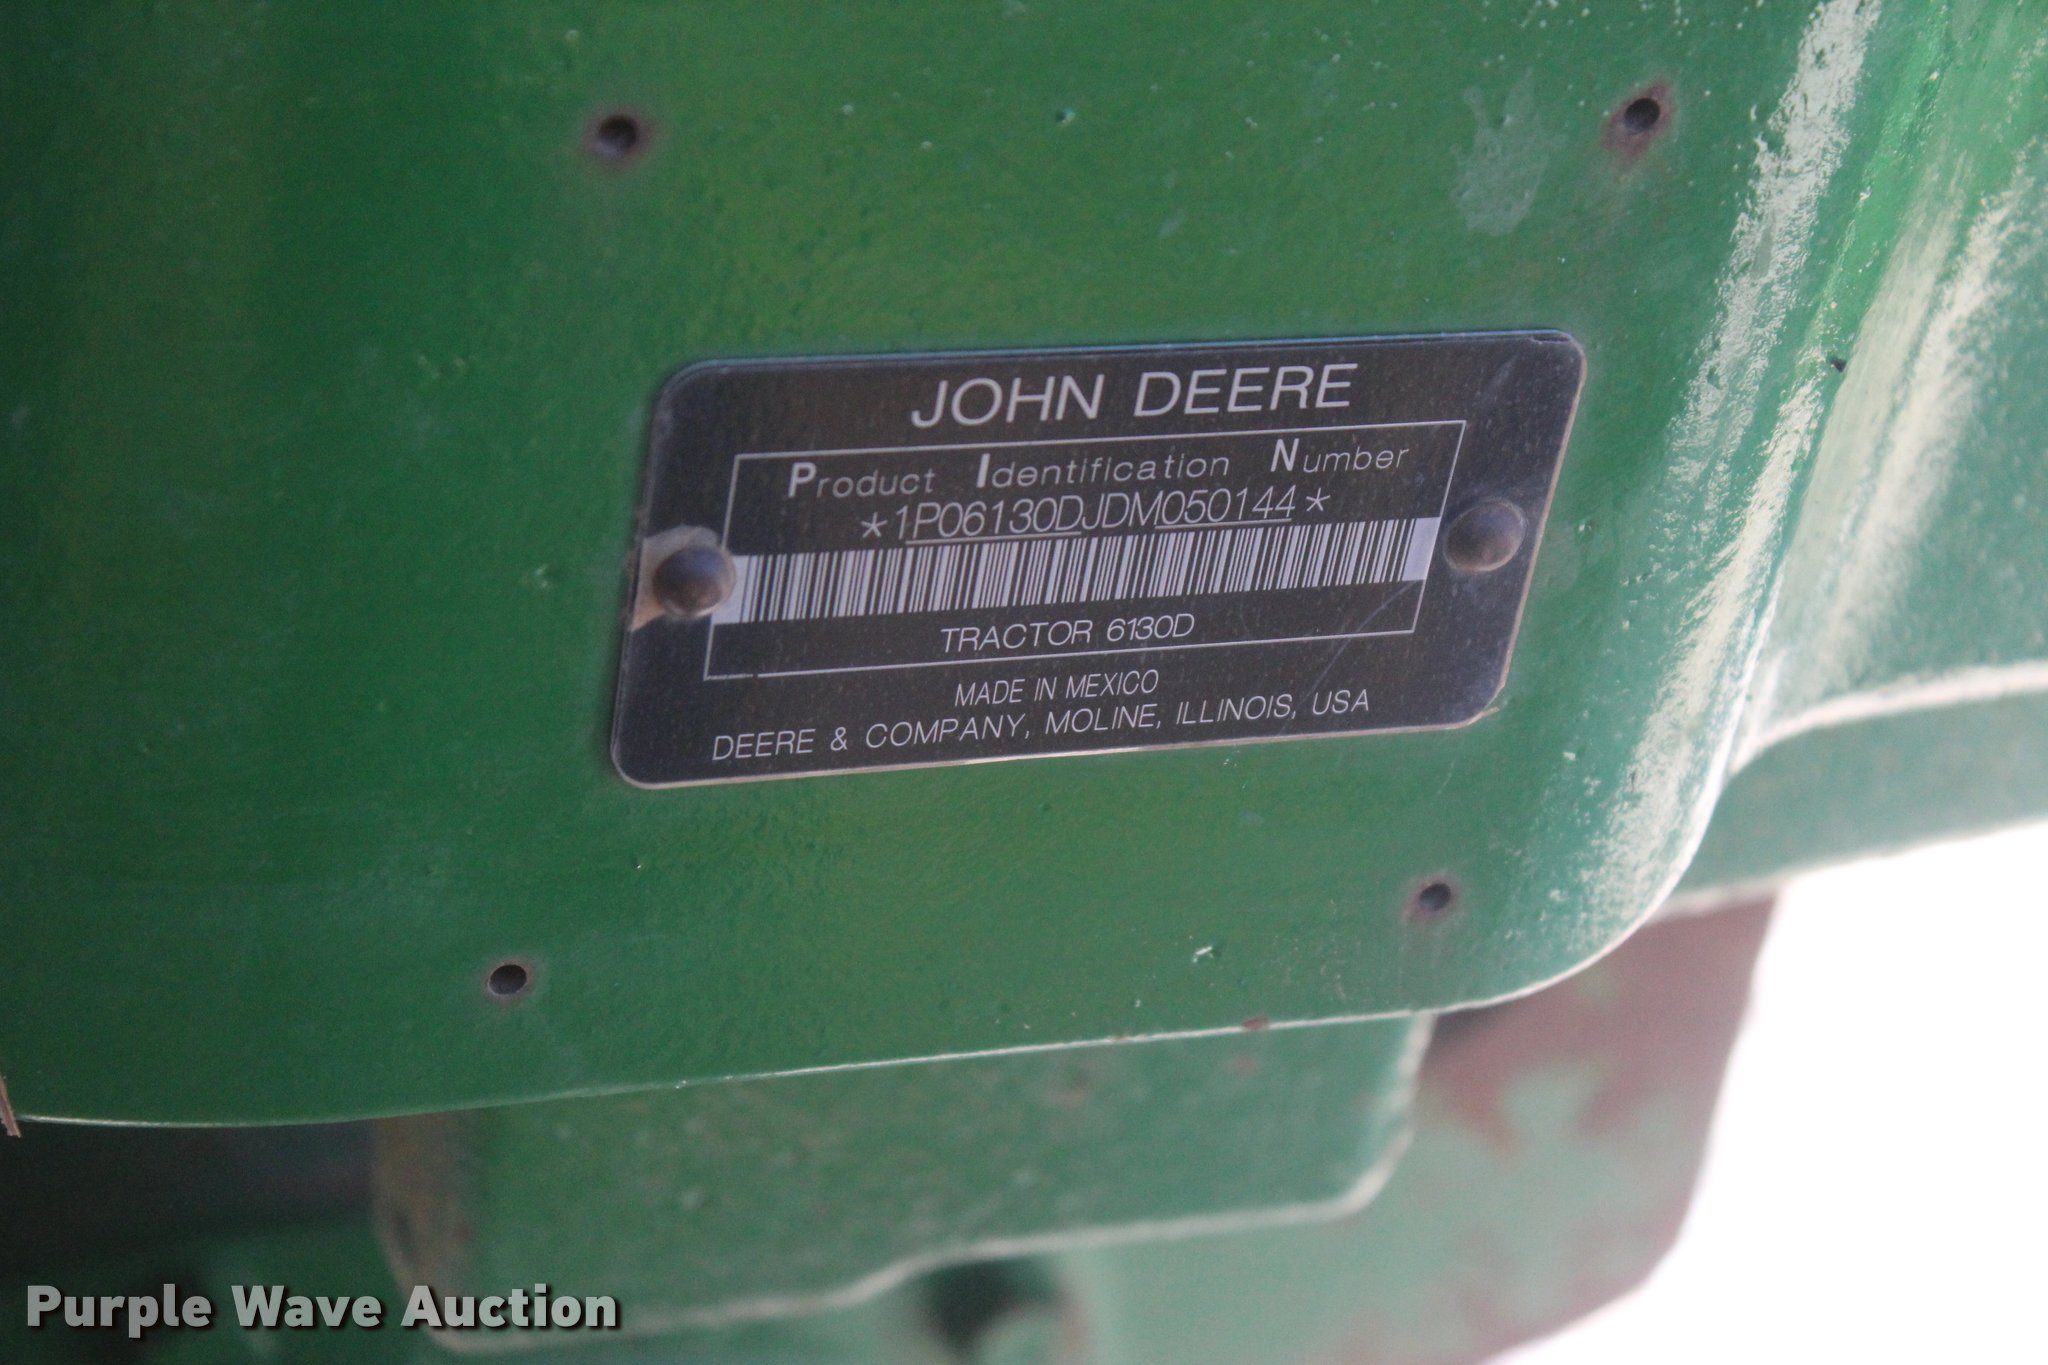 JOHN DEERE
Product Identification Number
*1P06130DJDM050144*
TRACTOR 6130D
MADE IN MEXICO
DEERE & COMPANY, MOLINE, ILLINOIS, USA
Purple Wave Auction